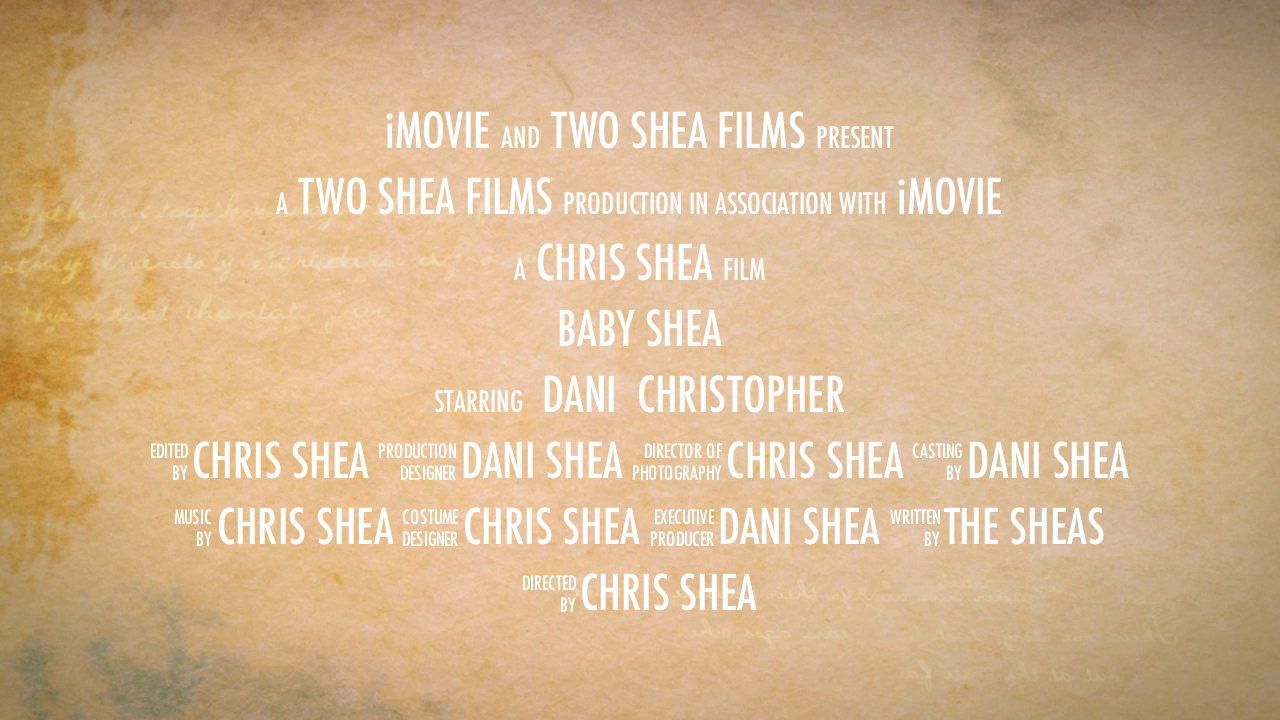 iMOVIE AND TWO SHEA FILMS PRESENT
A TWO SHEA FILMS PRODUCTION IN ASSOCIATION WITH iMOVIE
A CHRIS SHEA FILM
BABY SHEA
STARRING DANI CHRISTOPHER
EDITED BY CHRIS SHEA PRODUCTION DESIGNER DANI SHEA DIRECTOR OF PHOTOGRAPHY CHRIS SHEA CASTING BY DANI SHEA
MUSIC BY CHRIS SHEA COSTUME DESIGNER CHRIS SHEA EXECUTIVE PRODUCER DANI SHEA WRITTEN BY THE SHEAS
DIRECTED BY CHRIS SHEA